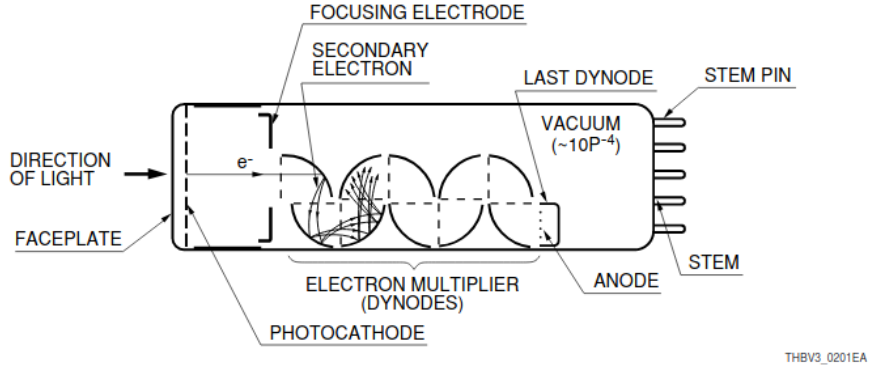 FOCUSING ELECTRODE
SECONDARY
ELECTRON
LAST DYNODE
STEM PIN
VACUUM
(~10P-4)
DIRECTION
OF LIGHT
e-
FACEPLATE
STEM
ANODE
ELECTRON MULTIPLIER
(DYNODES)
PHOTOCATHODE
THBV3_0201EA